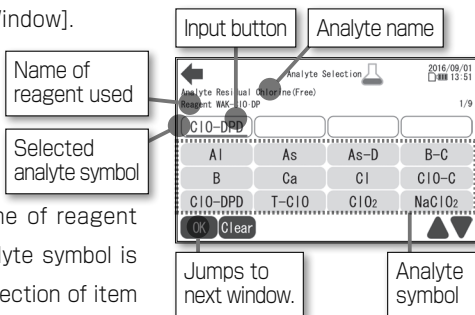 indow].
Input button
Analyte name
Name of
reagent used
Selected
analyte symbol
Analyte Selection
2016/09/01
13:51
Analyte Residual Chlorine(Free)
Reagent WAK-ClO·DP
1/9
ClO-DPD
Al As As-D B-C
B Ca Cl ClO-C
ClO-DPD T-ClO ClO₂ NaClO₂
OK Clear
ne of reagent
lyte symbol is
ection of item
Jumps to
next window.
Analyte
symbol